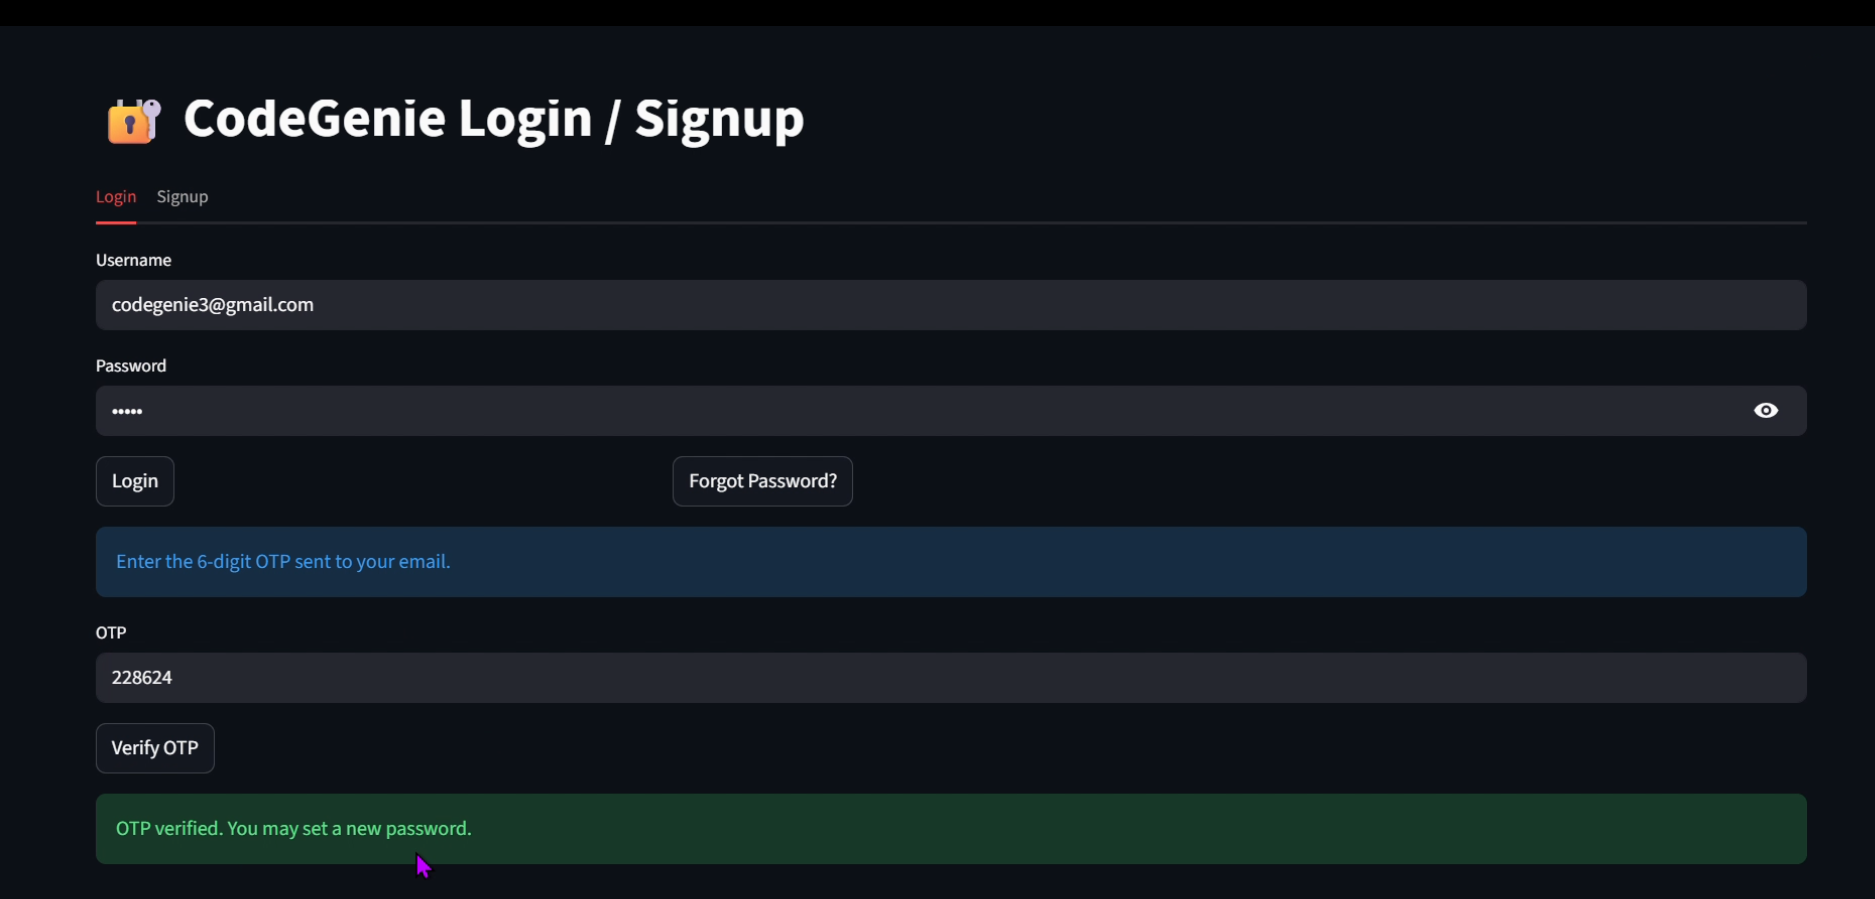 CodeGenie Login / Signup
Login Signup
Username
codegenie3@gmail.com
Password
•••••
Login Forgot Password?
Enter the 6-digit OTP sent to your email.
OTP
228624
Verify OTP
OTP verified. You may set a new password.